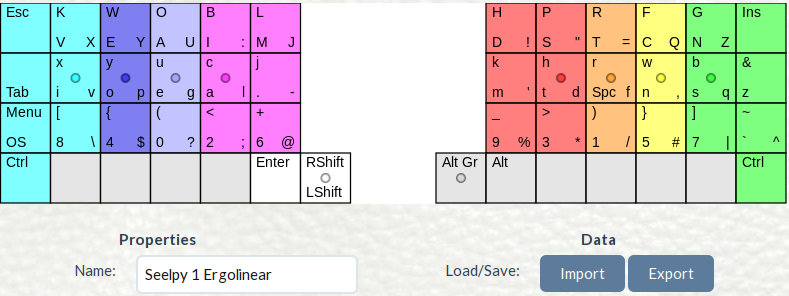 Esc K W O B L H P R F G Ins
V X E Y A U I : M J D ! S " T = C Q N Z
x y u c j k h r w b &
Tab i v o p e g a l . - m ' t d Spc f n , s q z
Menu [ { ( < + _ > ) } ] ~
OS 8 \ 4 $ 0 ? 2 ; 6 @ 9 % 3 * 1 / 5 # 7 | ` ^
Ctrl Enter RShift Alt Gr Alt Ctrl
LShift
Properties Data
Name: Seelpy 1 Ergolinear Load/Save: Import Export